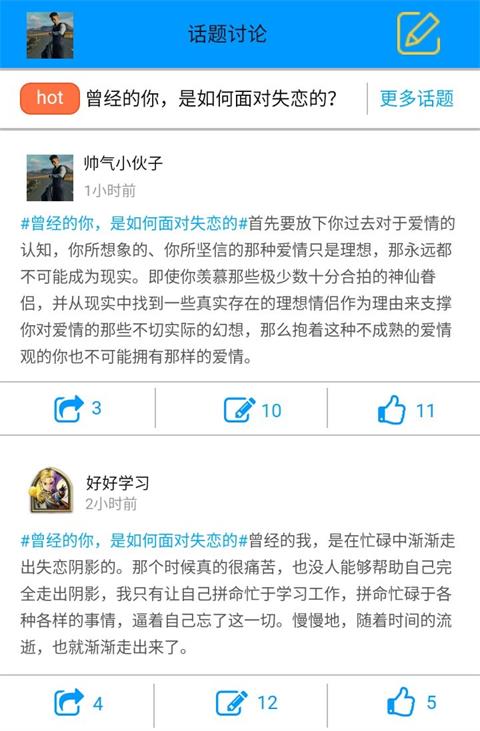 话题讨论
hot 曾经的你，是如何面对失恋的？ 更多话题
帅气小伙子
1小时前
#曾经的你，是如何面对失恋的#首先要放下你过去对于爱情的
认知，你所想象的、你所坚信的那种爱情只是理想，那永远都
不可能成为现实。即使你羡慕那些极少数十分合拍的神仙眷
侣，并从现实中找到一些真实存在的理想情侣作为理由来支撑
你对爱情的那些不切实际的幻想，那么抱着这种不成熟的爱情
观的你也不可能拥有那样的爱情。
3 10 11
好好学习
2小时前
#曾经的你，是如何面对失恋的#曾经的我，是在忙碌中渐渐走
出失恋阴影的。那个时候真的很痛苦，也没人能够帮助自己完
全走出阴影，我只有让自己拼命忙于学习工作，拼命忙碌于各
种各样的事情，逼着自己忘了这一切。慢慢地，随着时间的流
逝，也就渐渐走出来了。
4 12 5